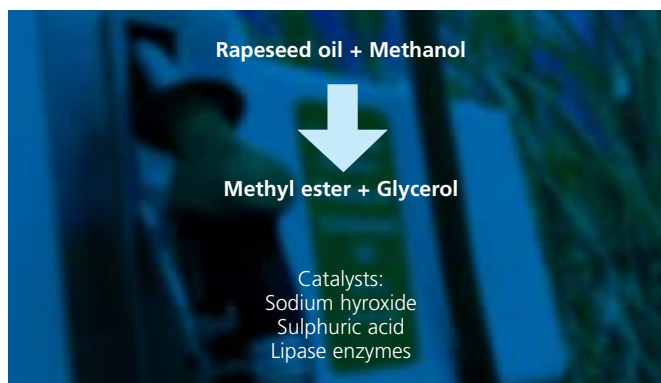 Rapeseed oil + Methanol
Methyl ester + Glycerol
Catalysts:
Sodium hyroxide
Sulphuric acid
Lipase enzymes